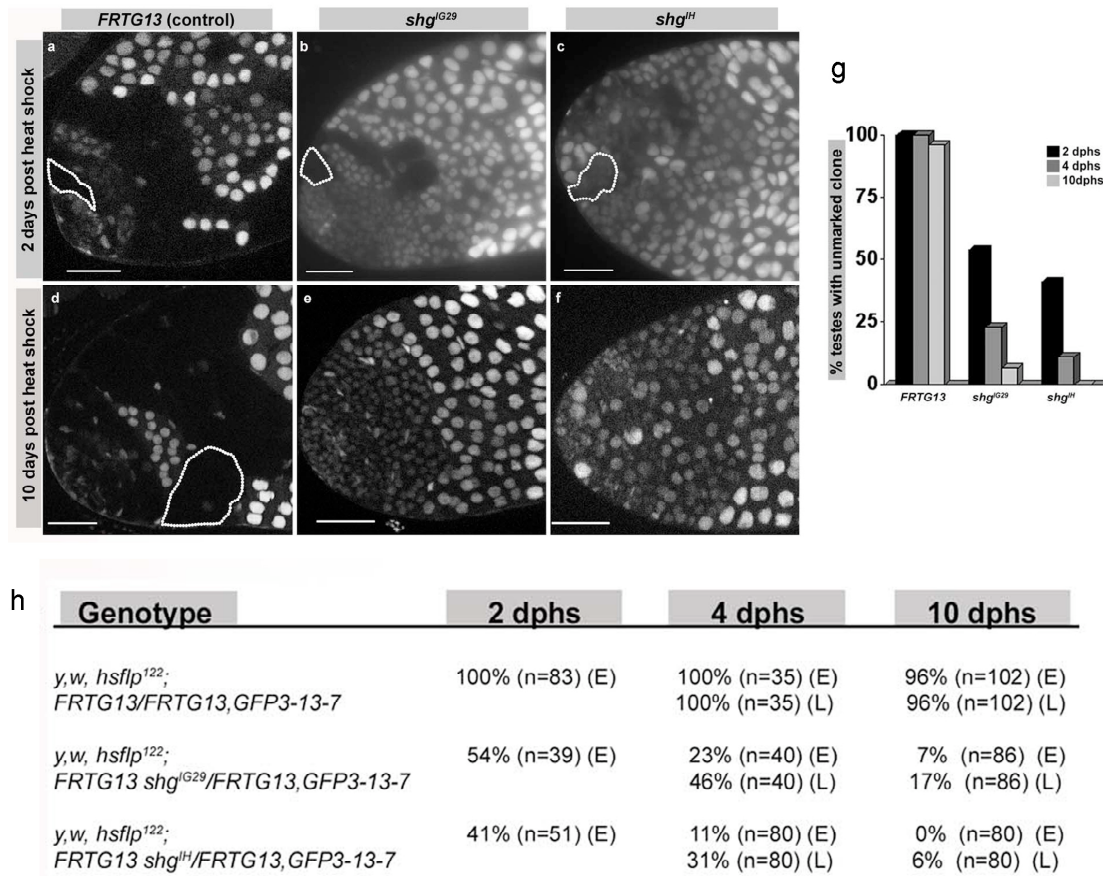 FRTG13 (control)
shgIG29
shgIH
2 days post heat shock
a
b
c
10 days post heat shock
d
e
f
g
% testes with unmarked clone
100
75
50
25
0
2 dphs
4 dphs
10dphs
FRTG13
shgIG29
shgIH
h
Genotype 2 dphs 4 dphs 10 dphs
y,w, hsflp122; 100% (n=83) (E) 100% (n=35) (E) 96% (n=102) (E)
FRTG13/FRTG13,GFP3-13-7 100% (n=35) (L) 96% (n=102) (L)
y,w, hsflp122; 54% (n=39) (E) 23% (n=40) (E) 7% (n=86) (E)
FRTG13 shgIG29/FRTG13,GFP3-13-7 46% (n=40) (L) 17% (n=86) (L)
y,w, hsflp122; 41% (n=51) (E) 11% (n=80) (E) 0% (n=80) (E)
FRTG13 shgIH/FRTG13,GFP3-13-7 31% (n=80) (L) 6% (n=80) (L)